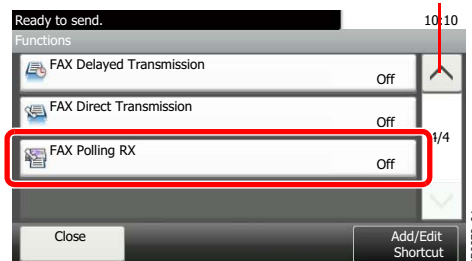 Ready to send. 10:10
Functions
FAX Delayed Transmission
Off
FAX Direct Transmission
Off
4/4
FAX Polling RX
Off
Close
Add/Edit
Shortcut